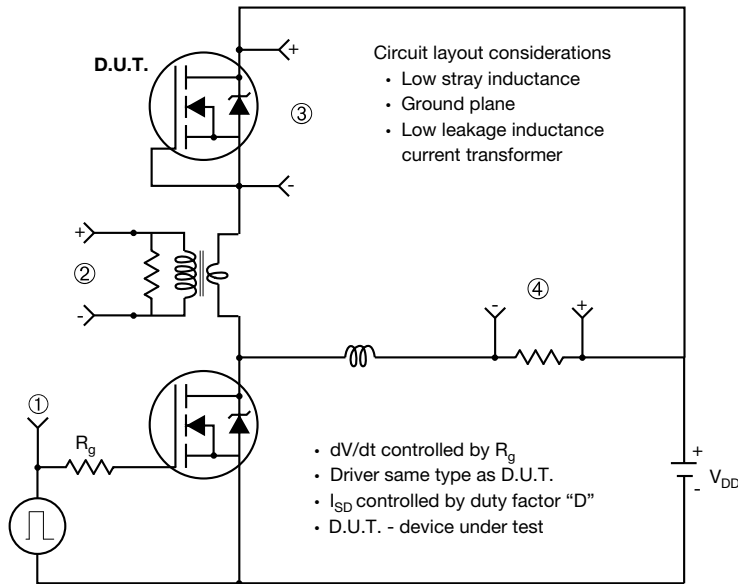 D.U.T.
+
Circuit layout considerations
• Low stray inductance
• Ground plane
• Low leakage inductance
current transformer
③
-
+
②
-
④
-
+
①
Rg
• dV/dt controlled by Rg
• Driver same type as D.U.T.
• ISD controlled by duty factor “D”
• D.U.T. - device under test
+
VDD
-